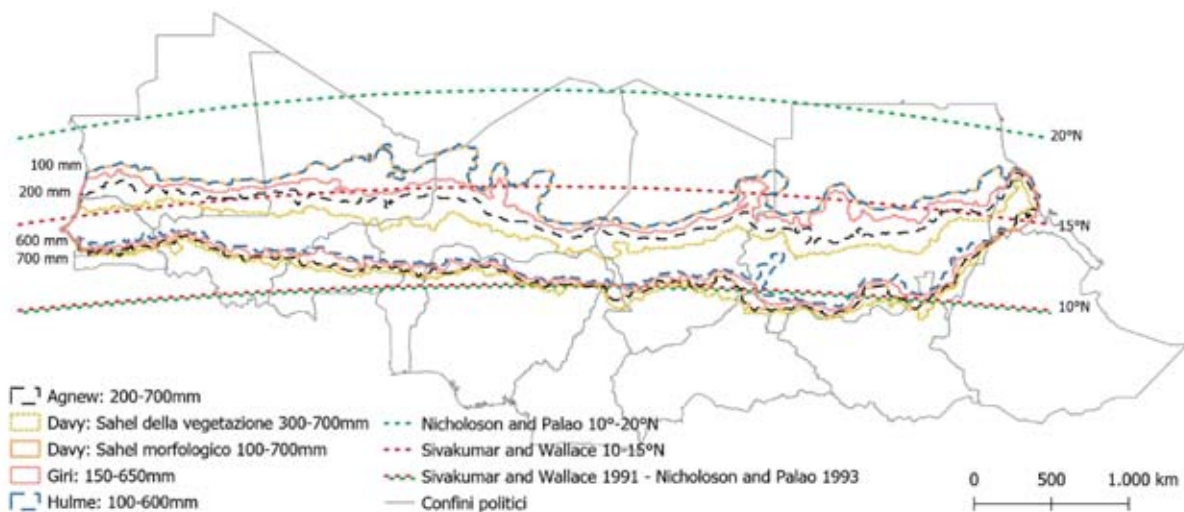 20°N
100 mm
200 mm
15°N
600 mm
700 mm
10°N
Agnew: 200-700mm
Davy: Sahel della vegetazione 300-700mm
Davy: Sahel morfologico 100-700mm
Giri: 150-650mm
Hulme: 100-600mm
Nicholoson and Palao 10°-20°N
Sivakumar and Wallace 10-15°N
Sivakumar and Wallace 1991 - Nicholoson and Palao 1993
Confini politici
0 500 1.000 km